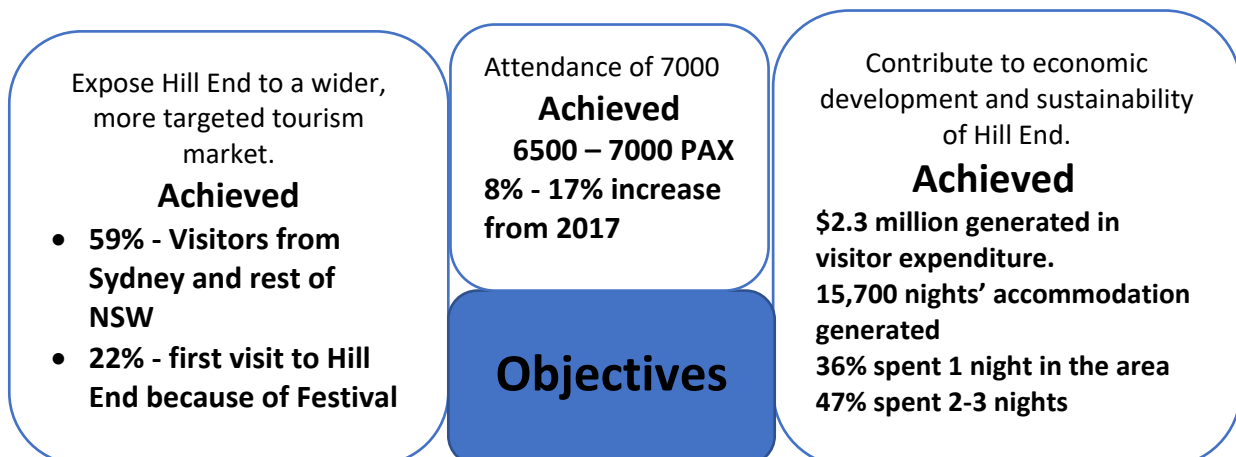 Expose Hill End to a wider,
more targeted tourism
market.
Achieved
• 59% - Visitors from
Sydney and rest of
NSW
• 22% - first visit to Hill
End because of Festival
Attendance of 7000
Achieved
6500 – 7000 PAX
8% - 17% increase
from 2017
Objectives
Contribute to economic
development and sustainability
of Hill End.
Achieved
$2.3 million generated in
visitor expenditure.
15,700 nights’ accommodation
generated
36% spent 1 night in the area
47% spent 2-3 nights